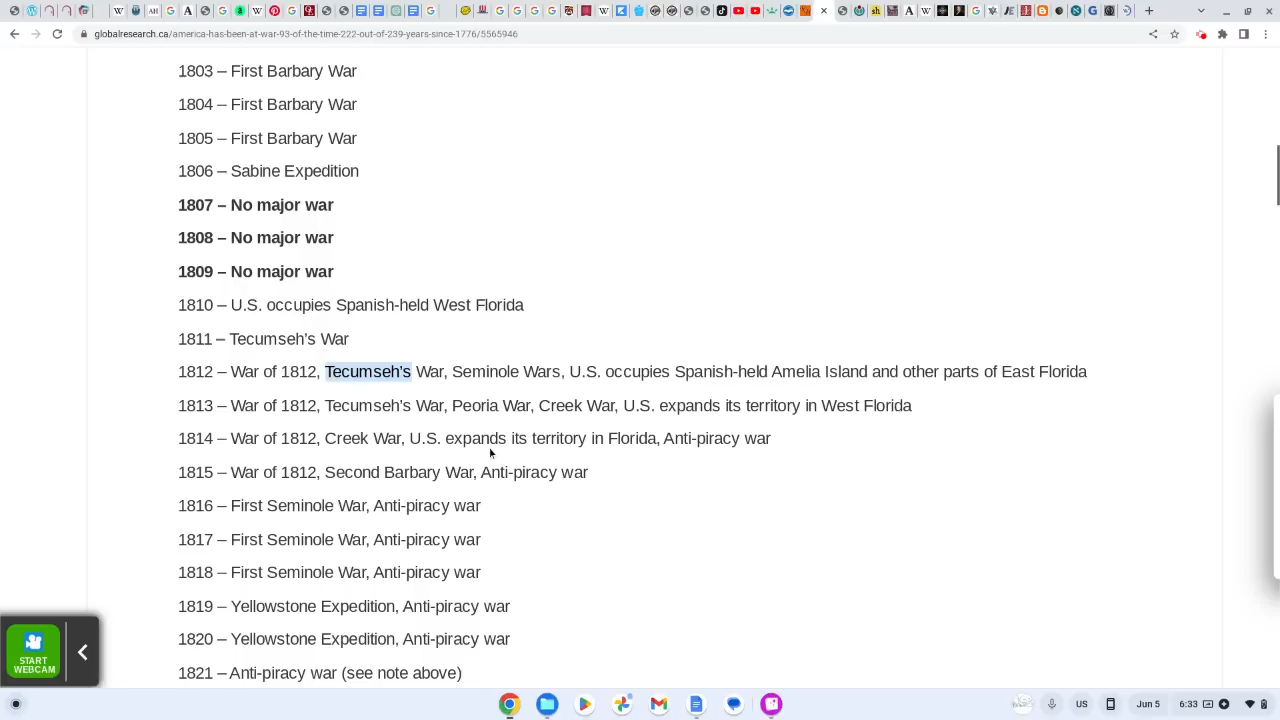 globalresearch.ca/america-has-been-at-war-93-of-the-time-222-out-of-239-years-since-1776/5565946
1803 – First Barbary War
1804 – First Barbary War
1805 – First Barbary War
1806 – Sabine Expedition
1807 – No major war
1808 – No major war
1809 – No major war
1810 – U.S. occupies Spanish-held West Florida
1811 – Tecumseh's War
1812 – War of 1812, Tecumseh's War, Seminole Wars, U.S. occupies Spanish-held Amelia Island and other parts of East Florida
1813 – War of 1812, Tecumseh's War, Peoria War, Creek War, U.S. expands its territory in West Florida
1814 – War of 1812, Creek War, U.S. expands its territory in Florida, Anti-piracy war
1815 – War of 1812, Second Barbary War, Anti-piracy war
1816 – First Seminole War, Anti-piracy war
1817 – First Seminole War, Anti-piracy war
1818 – First Seminole War, Anti-piracy war
1819 – Yellowstone Expedition, Anti-piracy war
1820 – Yellowstone Expedition, Anti-piracy war
1821 – Anti-piracy war (see note above)
START
WEBCAM
US
Jun 5
6:33